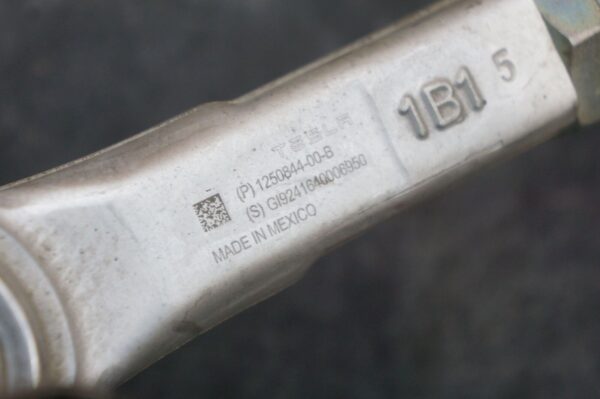 1B1 5
TESLA
(P) 1250844-00-B
(S) GI9241640006950
MADE IN MEXICO